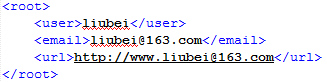 <root>
    <user>liubei</user>
    <email>liubei@163.com</email>
    <url>http://www.liubei@163.com</url>
</root>